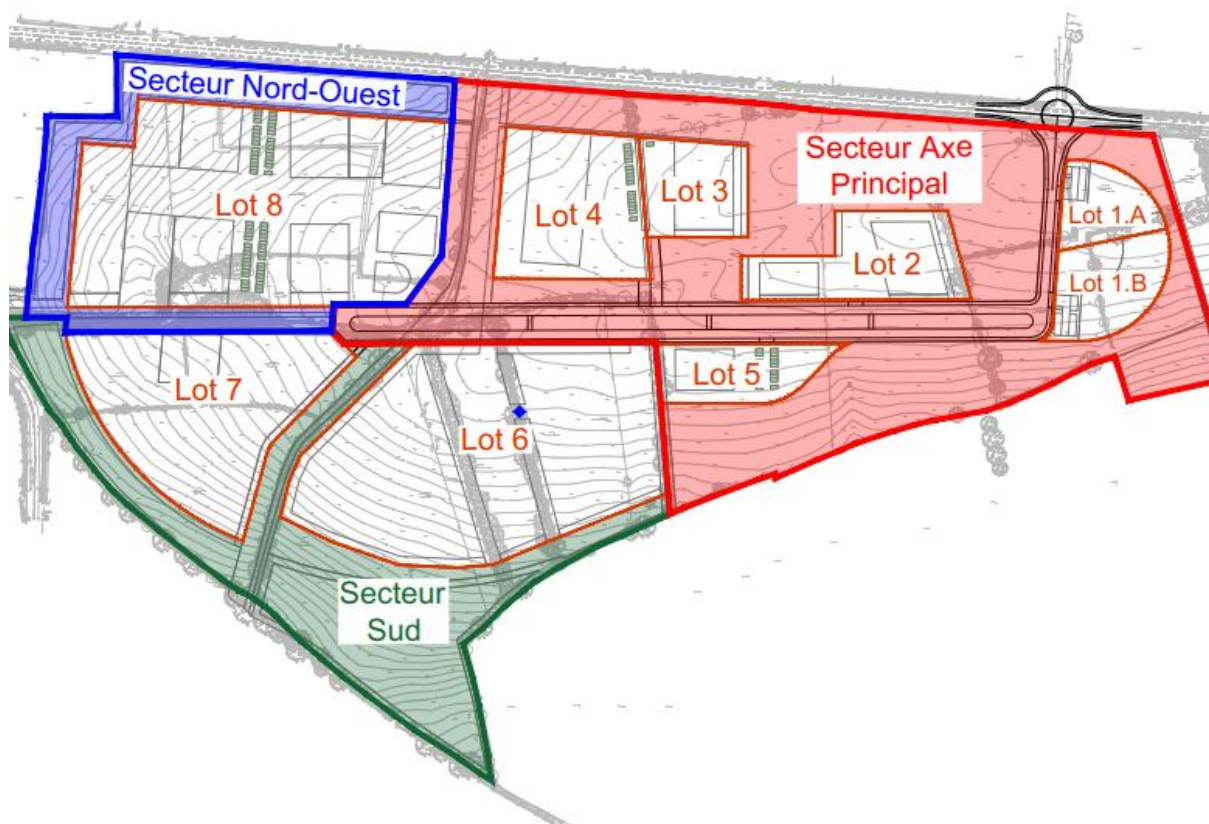 Secteur Nord-Ouest
Secteur Axe
Principal
Lot 8
Lot 4
Lot 3
Lot 2
Lot 1.A
Lot 1.B
Lot 7
Lot 6
Lot 5
Secteur
Sud